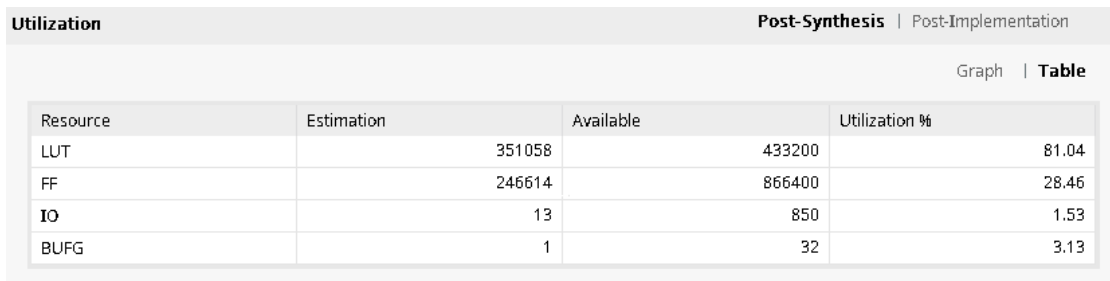 Utilization Post-Synthesis | Post-Implementation
Graph | Table
Resource Estimation Available Utilization %
LUT 351058 433200 81.04
FF 246614 866400 28.46
IO 13 850 1.53
BUFG 1 32 3.13